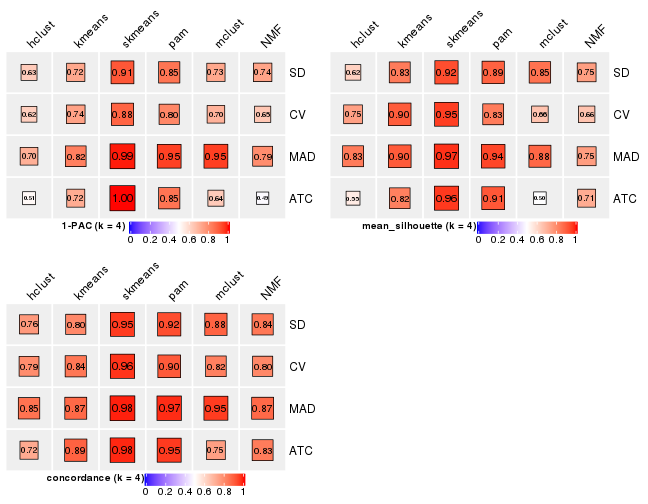 hclust kmeans skmeans pam mclust NMF
0.63 0.72 0.91 0.85 0.73 0.74 SD
0.62 0.74 0.88 0.80 0.70 CV
0.70 0.82 0.99 0.95 0.95 0.79 MAD
0.51 0.72 1.00 0.85 0.64 0.49 ATC
1-PAC (k = 4)
0 0.2 0.4 0.6 0.8 1
hclust kmeans skmeans pam mclust NMF
0.62 0.83 0.92 0.89 0.85 0.75 SD
0.75 0.90 0.95 0.83 0.66 0.66 CV
0.83 0.90 0.97 0.94 0.88 0.75 MAD
0.82 0.96 0.91 0.50 0.71 ATC
mean_silhouette (k = 4)
0 0.2 0.4 0.6 0.8 1
hclust kmeans skmeans pam mclust NMF
0.76 0.80 0.95 0.92 0.88 0.84 SD
0.79 0.84 0.96 0.90 0.82 0.80 CV
0.85 0.87 0.98 0.97 0.95 0.87 MAD
0.72 0.89 0.98 0.95 0.75 0.83 ATC
concordance (k = 4)
0 0.2 0.4 0.6 0.8 1